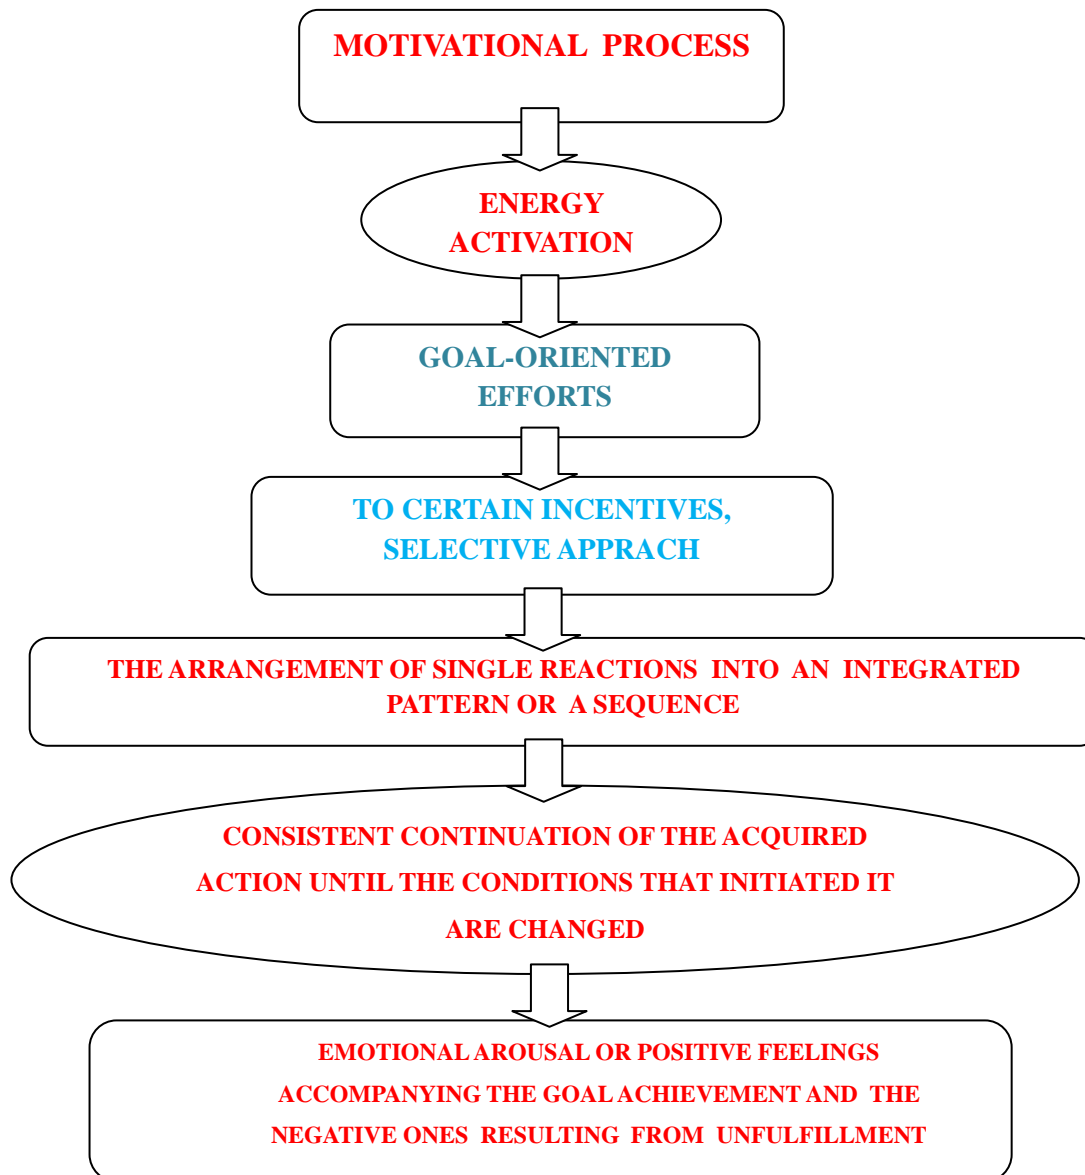 MOTIVATIONAL PROCESS
ENERGY
ACTIVATION
GOAL-ORIENTED
EFFORTS
TO CERTAIN INCENTIVES,
SELECTIVE APPRACH
THE ARRANGEMENT OF SINGLE REACTIONS INTO AN INTEGRATED
PATTERN OR A SEQUENCE
CONSISTENT CONTINUATION OF THE ACQUIRED
ACTION UNTIL THE CONDITIONS THAT INITIATED IT
ARE CHANGED
EMOTIONAL AROUSAL OR POSITIVE FEELINGS
ACCOMPANYING THE GOAL ACHIEVEMENT AND THE
NEGATIVE ONES RESULTING FROM UNFULFILLMENT